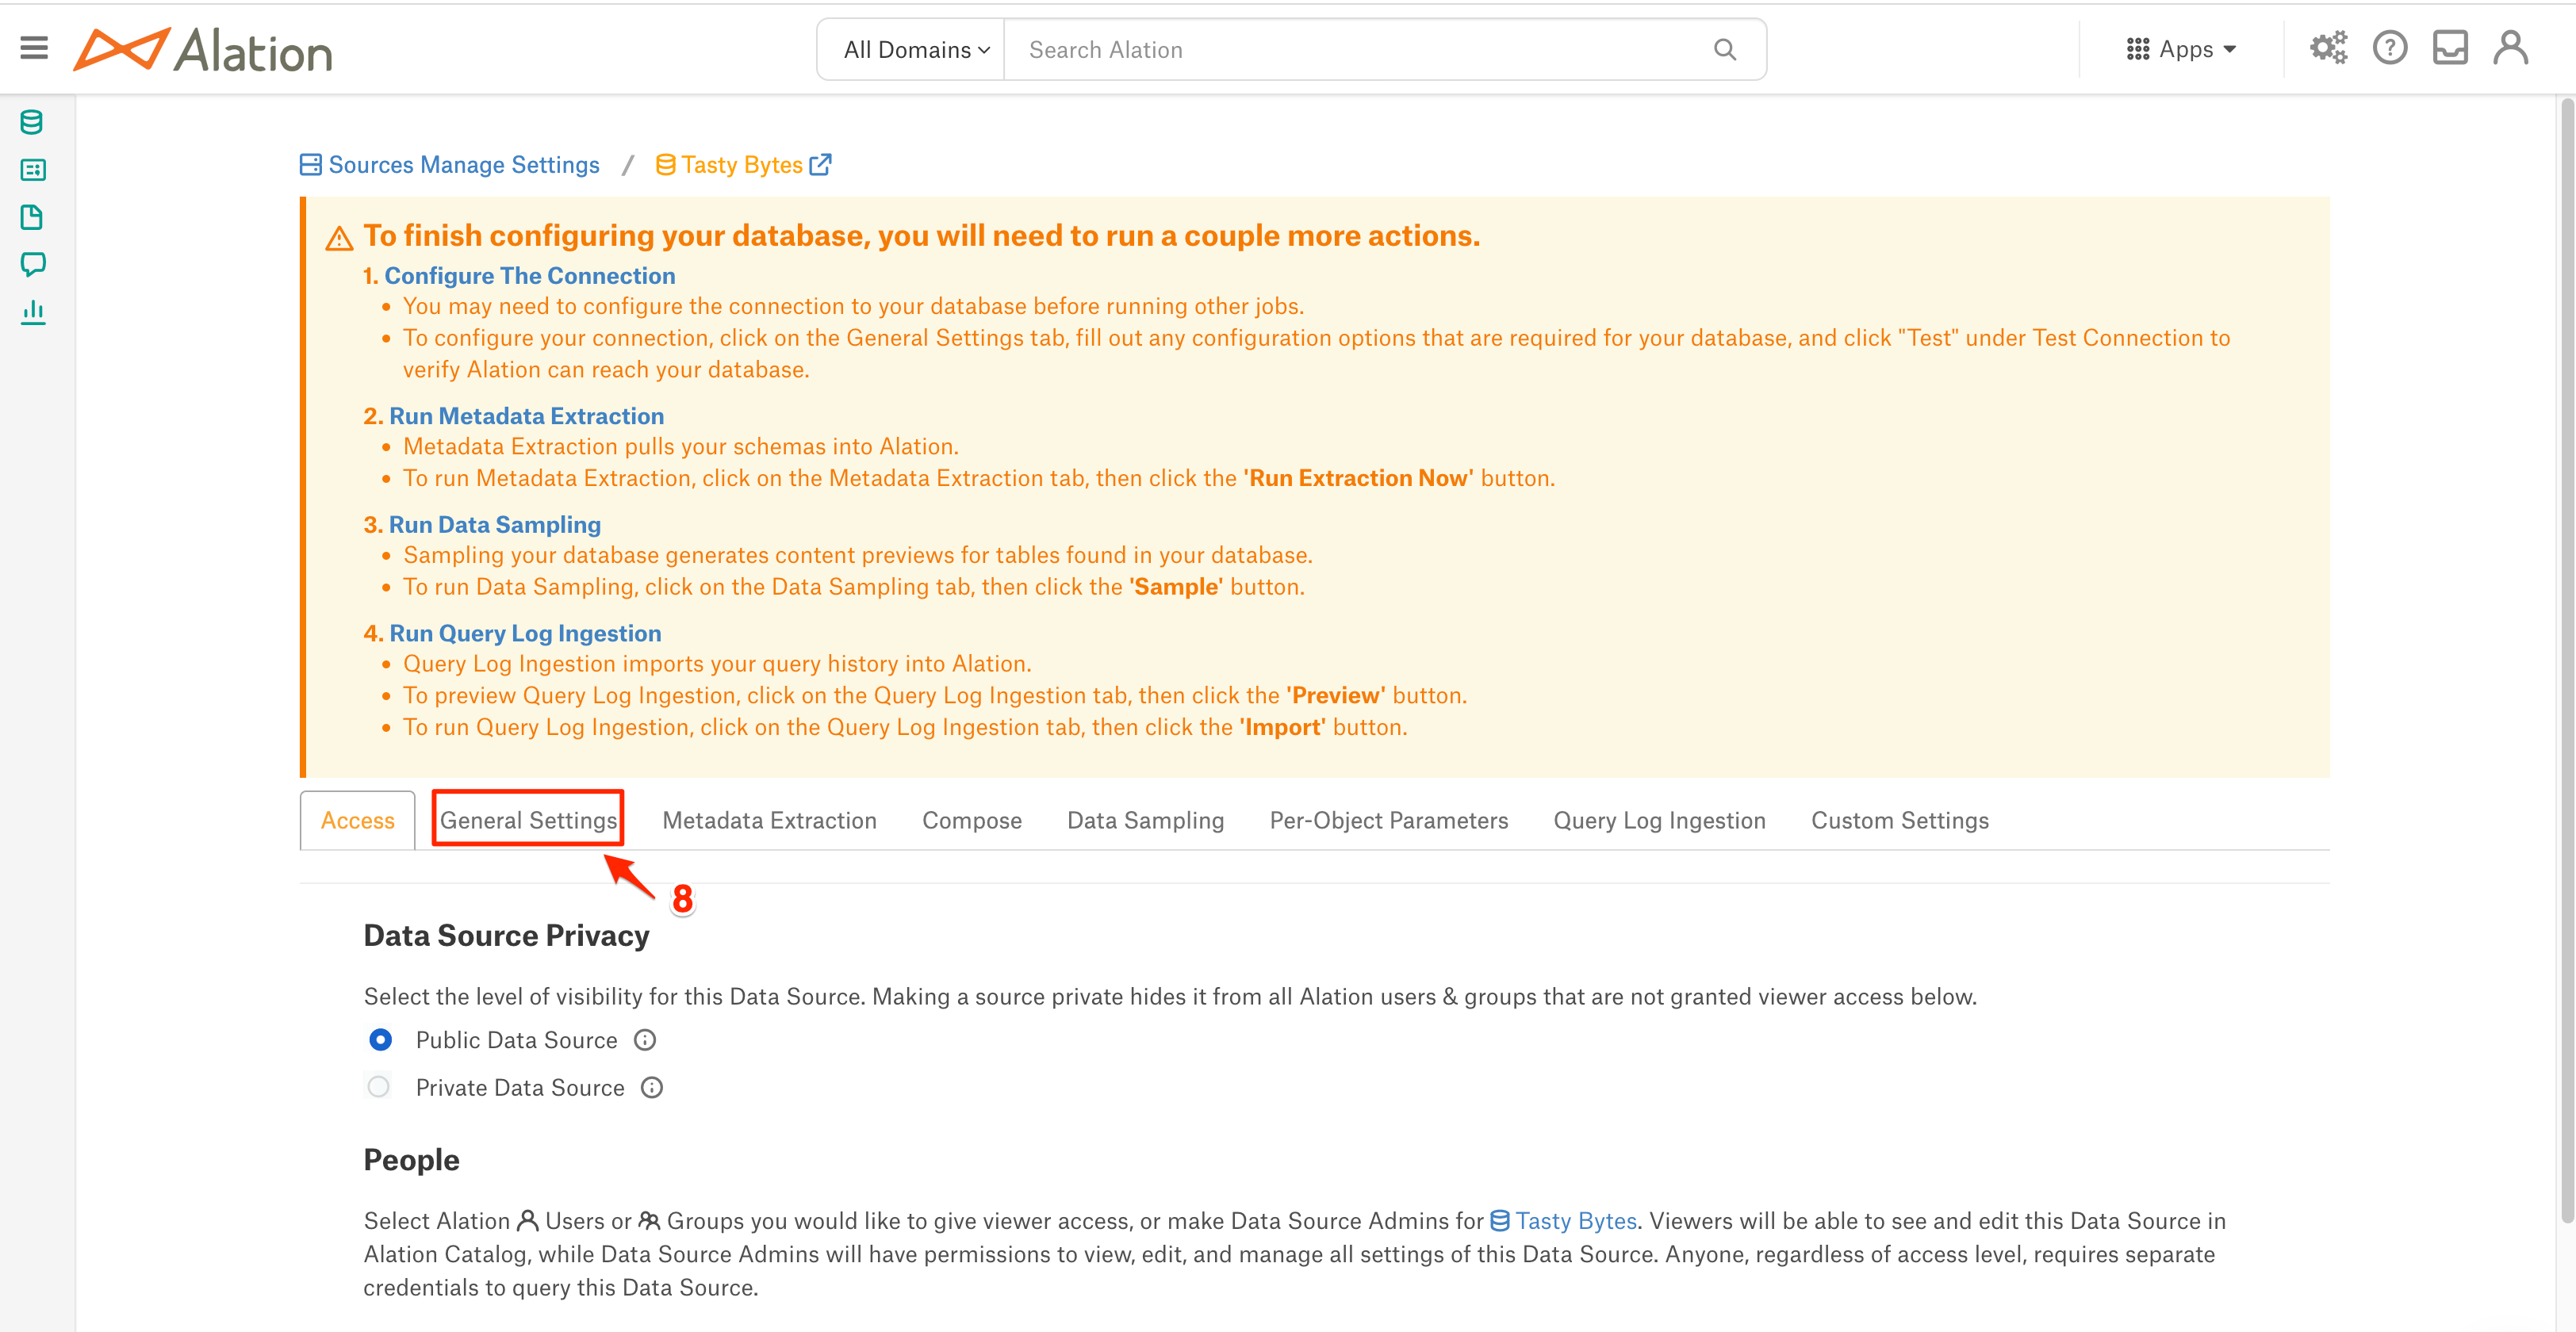 Alation
All Domains
Search Alation
Apps
Sources Manage Settings / Tasty Bytes
To finish configuring your database, you will need to run a couple more actions.
1. Configure The Connection
• You may need to configure the connection to your database before running other jobs.
• To configure your connection, click on the General Settings tab, fill out any configuration options that are required for your database, and click "Test" under Test Connection to
verify Alation can reach your database.
2. Run Metadata Extraction
• Metadata Extraction pulls your schemas into Alation.
• To run Metadata Extraction, click on the Metadata Extraction tab, then click the 'Run Extraction Now' button.
3. Run Data Sampling
• Sampling your database generates content previews for tables found in your database.
• To run Data Sampling, click on the Data Sampling tab, then click the 'Sample' button.
4. Run Query Log Ingestion
• Query Log Ingestion imports your query history into Alation.
• To preview Query Log Ingestion, click on the Query Log Ingestion tab, then click the 'Preview' button.
• To run Query Log Ingestion, click on the Query Log Ingestion tab, then click the 'Import' button.
Access General Settings Metadata Extraction Compose Data Sampling Per-Object Parameters Query Log Ingestion Custom Settings
8
Data Source Privacy
Select the level of visibility for this Data Source. Making a source private hides it from all Alation users & groups that are not granted viewer access below.
Public Data Source
Private Data Source
People
Select Alation Users or Groups you would like to give viewer access, or make Data Source Admins for Tasty Bytes. Viewers will be able to see and edit this Data Source in
Alation Catalog, while Data Source Admins will have permissions to view, edit, and manage all settings of this Data Source. Anyone, regardless of access level, requires separate
credentials to query this Data Source.